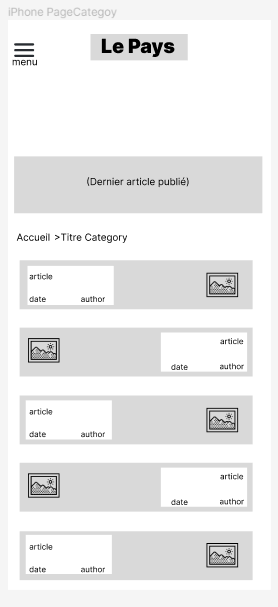 iPhone PageCategoy
Le Pays
menu
(Dernier article publié)
Accueil >Titre Category
article
date author
article
date author
article
date author
article
date author
article
date author